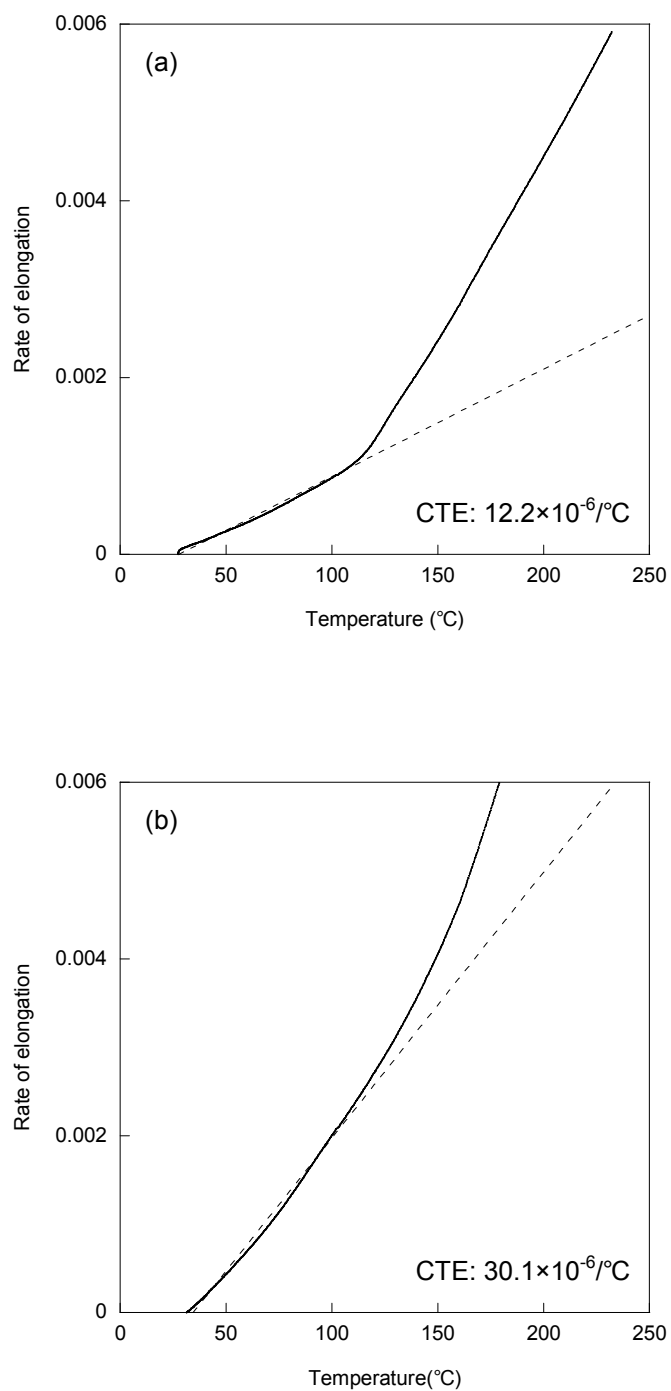 0.006
(a)
0.004
Rate of elongation
0.002
CTE: 12.2×10⁻⁶/℃
0
0 50 100 150 200 250
Temperature (℃)
0.006
(b)
0.004
Rate of elongation
0.002
CTE: 30.1×10⁻⁶/℃
0
0 50 100 150 200 250
Temperature(℃)